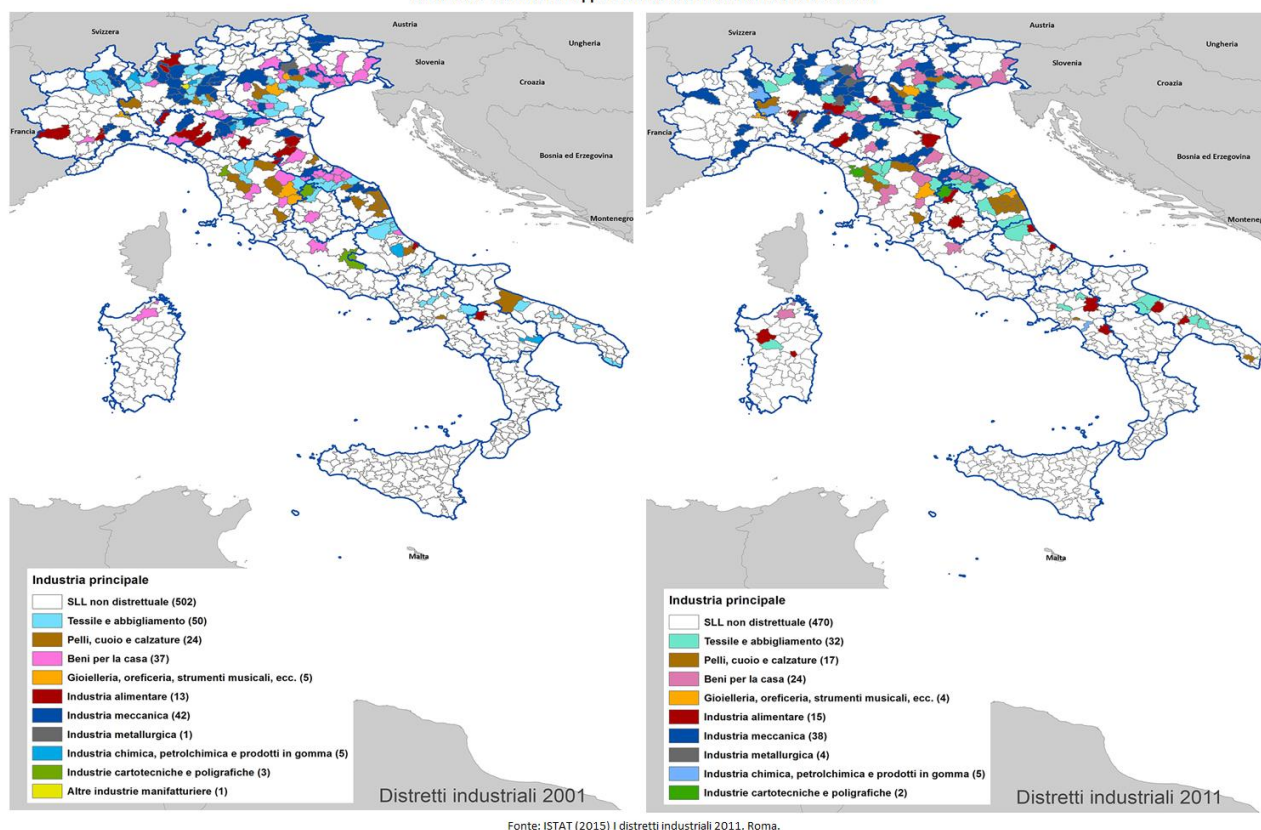 Svizzera
Austria
Ungheria
Slovenia
Croazia
Francia
Bosnia ed Erzegovina
Montenegro
Malta
Industria principale
SLL non distrettuale (502)
Tessile e abbigliamento (50)
Pelli, cuoio e calzature (24)
Beni per la casa (37)
Gioielleria, oreficeria, strumenti musicali, ecc. (5)
Industria alimentare (13)
Industria meccanica (42)
Industria metallurgica (1)
Industria chimica, petrolchimica e prodotti in gomma (5)
Industrie cartotecniche e poligrafiche (3)
Altre industrie manifatturiere (1)
Distretti industriali 2001
Svizzera
Austria
Ungheria
Slovenia
Croazia
Francia
Bosnia ed Erzegovina
Montenegro
Malta
Industria principale
SLL non distrettuale (470)
Tessile e abbigliamento (32)
Pelli, cuoio e calzature (17)
Beni per la casa (24)
Gioielleria, oreficeria, strumenti musicali, ecc. (4)
Industria alimentare (15)
Industria meccanica (38)
Industria metallurgica (4)
Industria chimica, petrolchimica e prodotti in gomma (5)
Industrie cartotecniche e poligrafiche (2)
Distretti industriali 2011
Fonte: ISTAT (2015) I distretti industriali 2011. Roma.